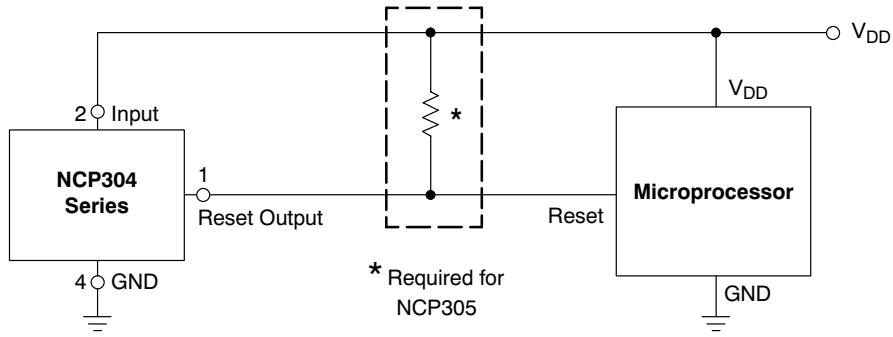 V_DD
V_DD
2 Input
*
NCP304
Series
1
Reset Output
Reset
Microprocessor
4 GND
* Required for
NCP305
GND